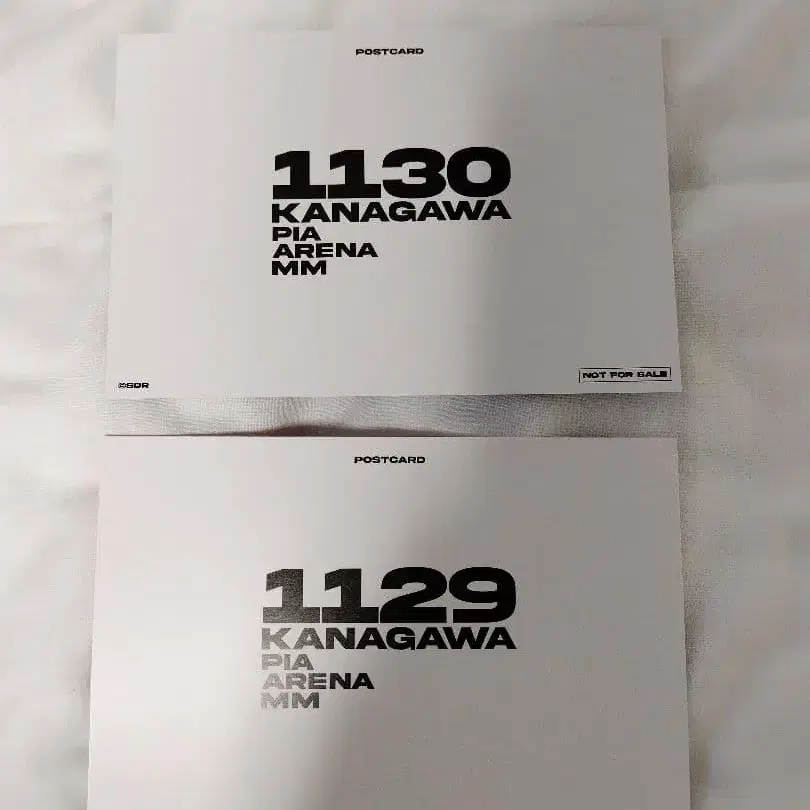 POSTCARD
1130
KANAGAWA
PIA
ARENA
MM
©SDR
NOT FOR SALE
POSTCARD
1129
KANAGAWA
PIA
ARENA
MM